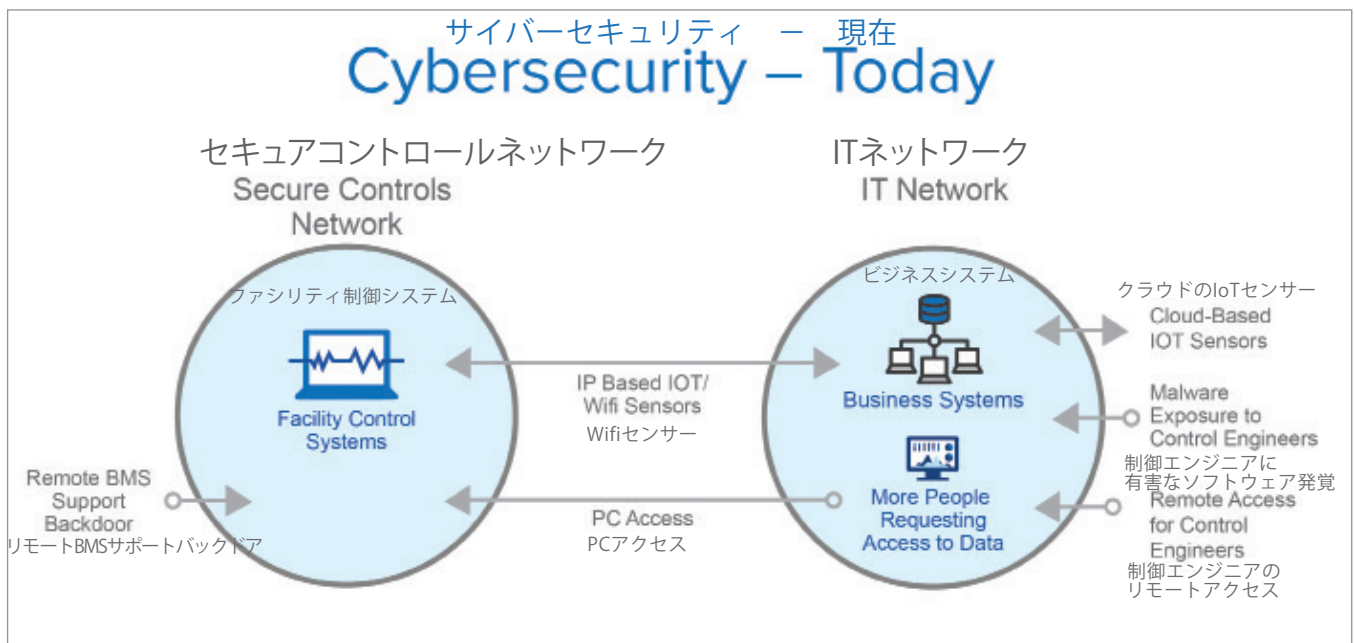 サイバーセキュリティ － 現在
Cybersecurity – Today
セキュアコントロールネットワーク
Secure Controls
Network
ITネットワーク
IT Network
ファシリティ制御システム
Facility Control
Systems
Remote BMS
Support
Backdoor
リモートBMSサポートバックドア
IP Based IOT/
Wifi Sensors
Wifiセンサー
PC Access
PCアクセス
ビジネスシステム
Business Systems
More People
Requesting
Access to Data
クラウドのIoTセンサー
Cloud-Based
IOT Sensors
Malware
Exposure to
Control Engineers
制御エンジニアに
有害なソフトウェア発覚
Remote Access
for Control
Engineers
制御エンジニアの
リモートアクセス